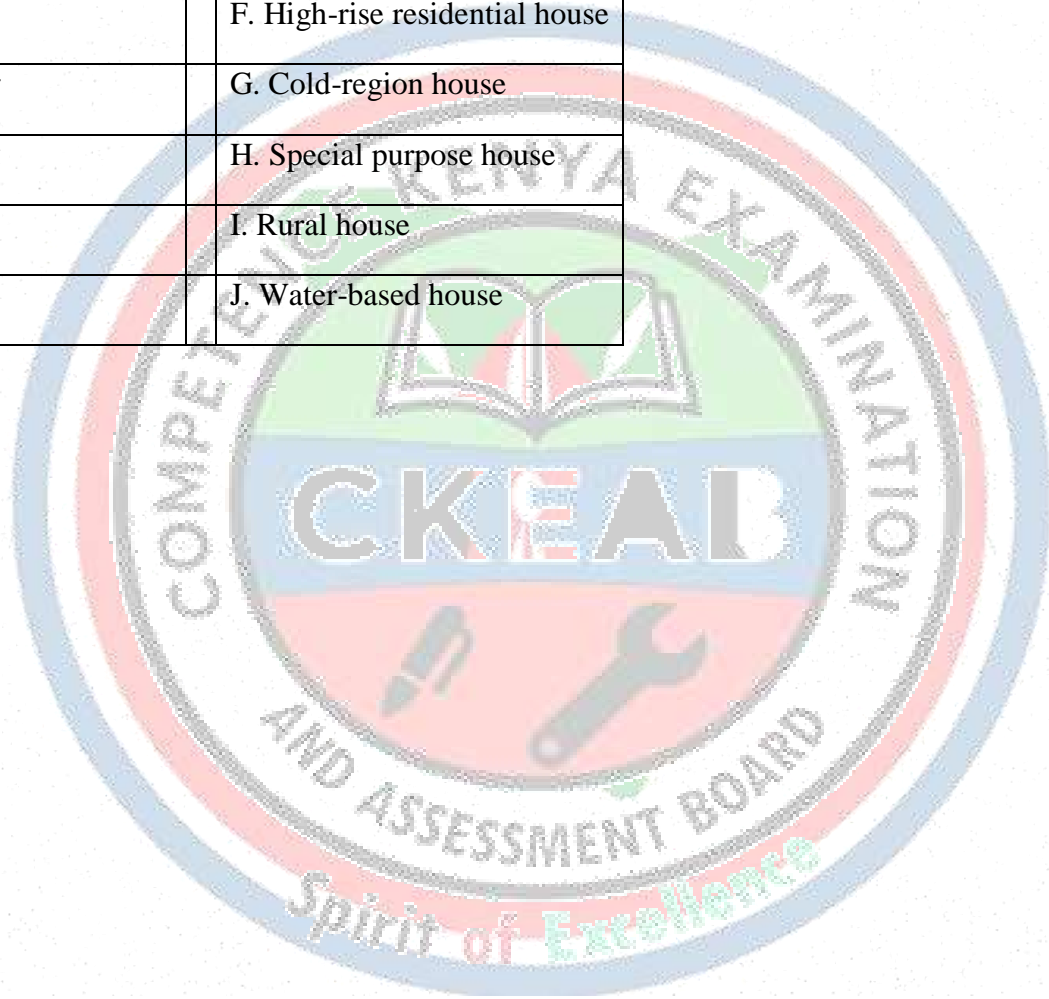 F. High-rise residential house
G. Cold-region house
H. Special purpose house
I. Rural house
J. Water-based house
COMPETENCE KENYA EXAMINATION
CKEAB
AND ASSESSMENT BOARD
Spirit of Excellence